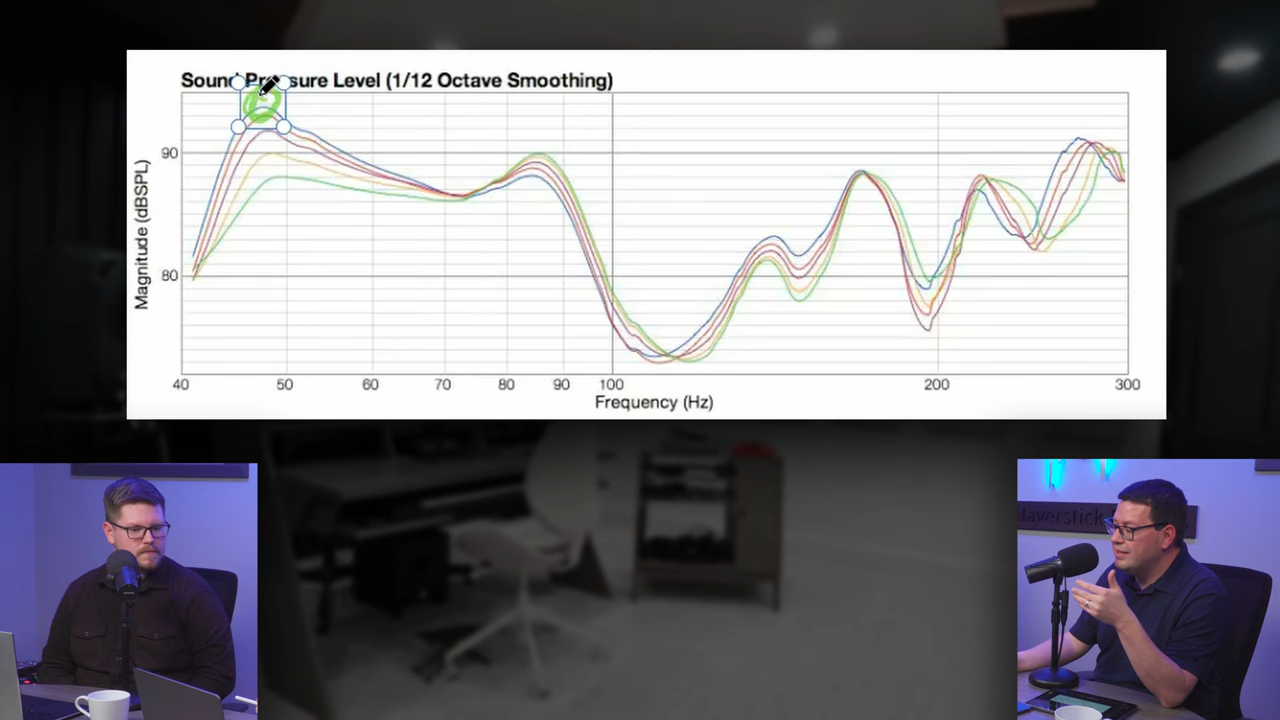 Sound Pressure Level (1/12 Octave Smoothing)
Magnitude (dBSPL)
90
80
40 50 60 70 80 90 100 200 300
Frequency (Hz)
Haverstick